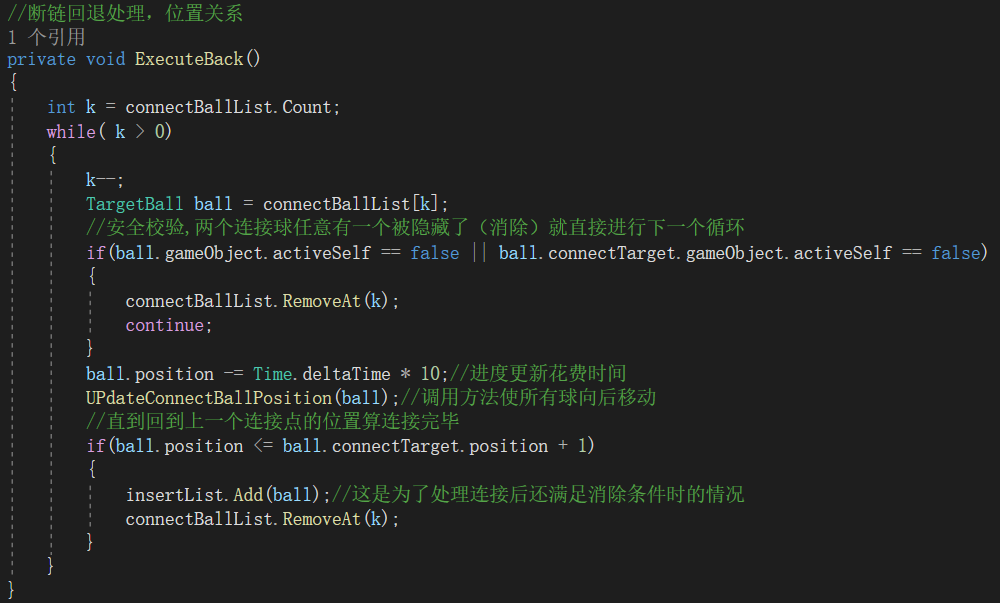 //断链回退处理，位置关系
1 个引用
private void ExecuteBack()
{
    int k = connectBallList.Count;
    while( k > 0)
    {
        k--;
        TargetBall ball = connectBallList[k];
        //安全校验,两个连接球任意有一个被隐藏了（消除）就直接进行下一个循环
        if(ball.gameObject.activeSelf == false || ball.connectTarget.gameObject.activeSelf == false)
        {
            connectBallList.RemoveAt(k);
            continue;
        }
        ball.position -= Time.deltaTime * 10;//进度更新花费时间
        UPdateConnectBallPosition(ball);//调用方法使所有球向后移动
        //直到回到上一个连接点的位置算连接完毕
        if(ball.position <= ball.connectTarget.position + 1)
        {
            insertList.Add(ball);//这是为了处理连接后还满足消除条件时的情况
            connectBallList.RemoveAt(k);
        }
    }
}